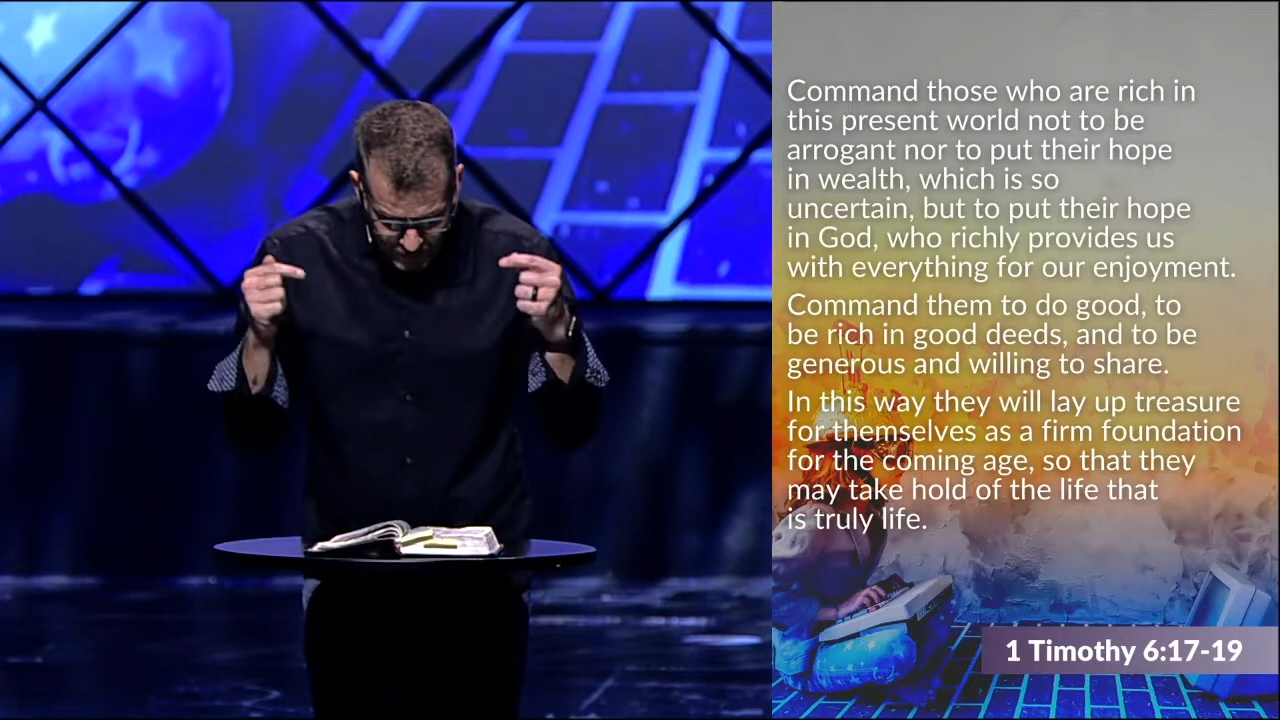 Command those who are rich in
this present world not to be
arrogant nor to put their hope
in wealth, which is so
uncertain, but to put their hope
in God, who richly provides us
with everything for our enjoyment.
Command them to do good, to
be rich in good deeds, and to be
generous and willing to share.
In this way they will lay up treasure
for themselves as a firm foundation
for the coming age, so that they
may take hold of the life that
is truly life.
1 Timothy 6:17-19